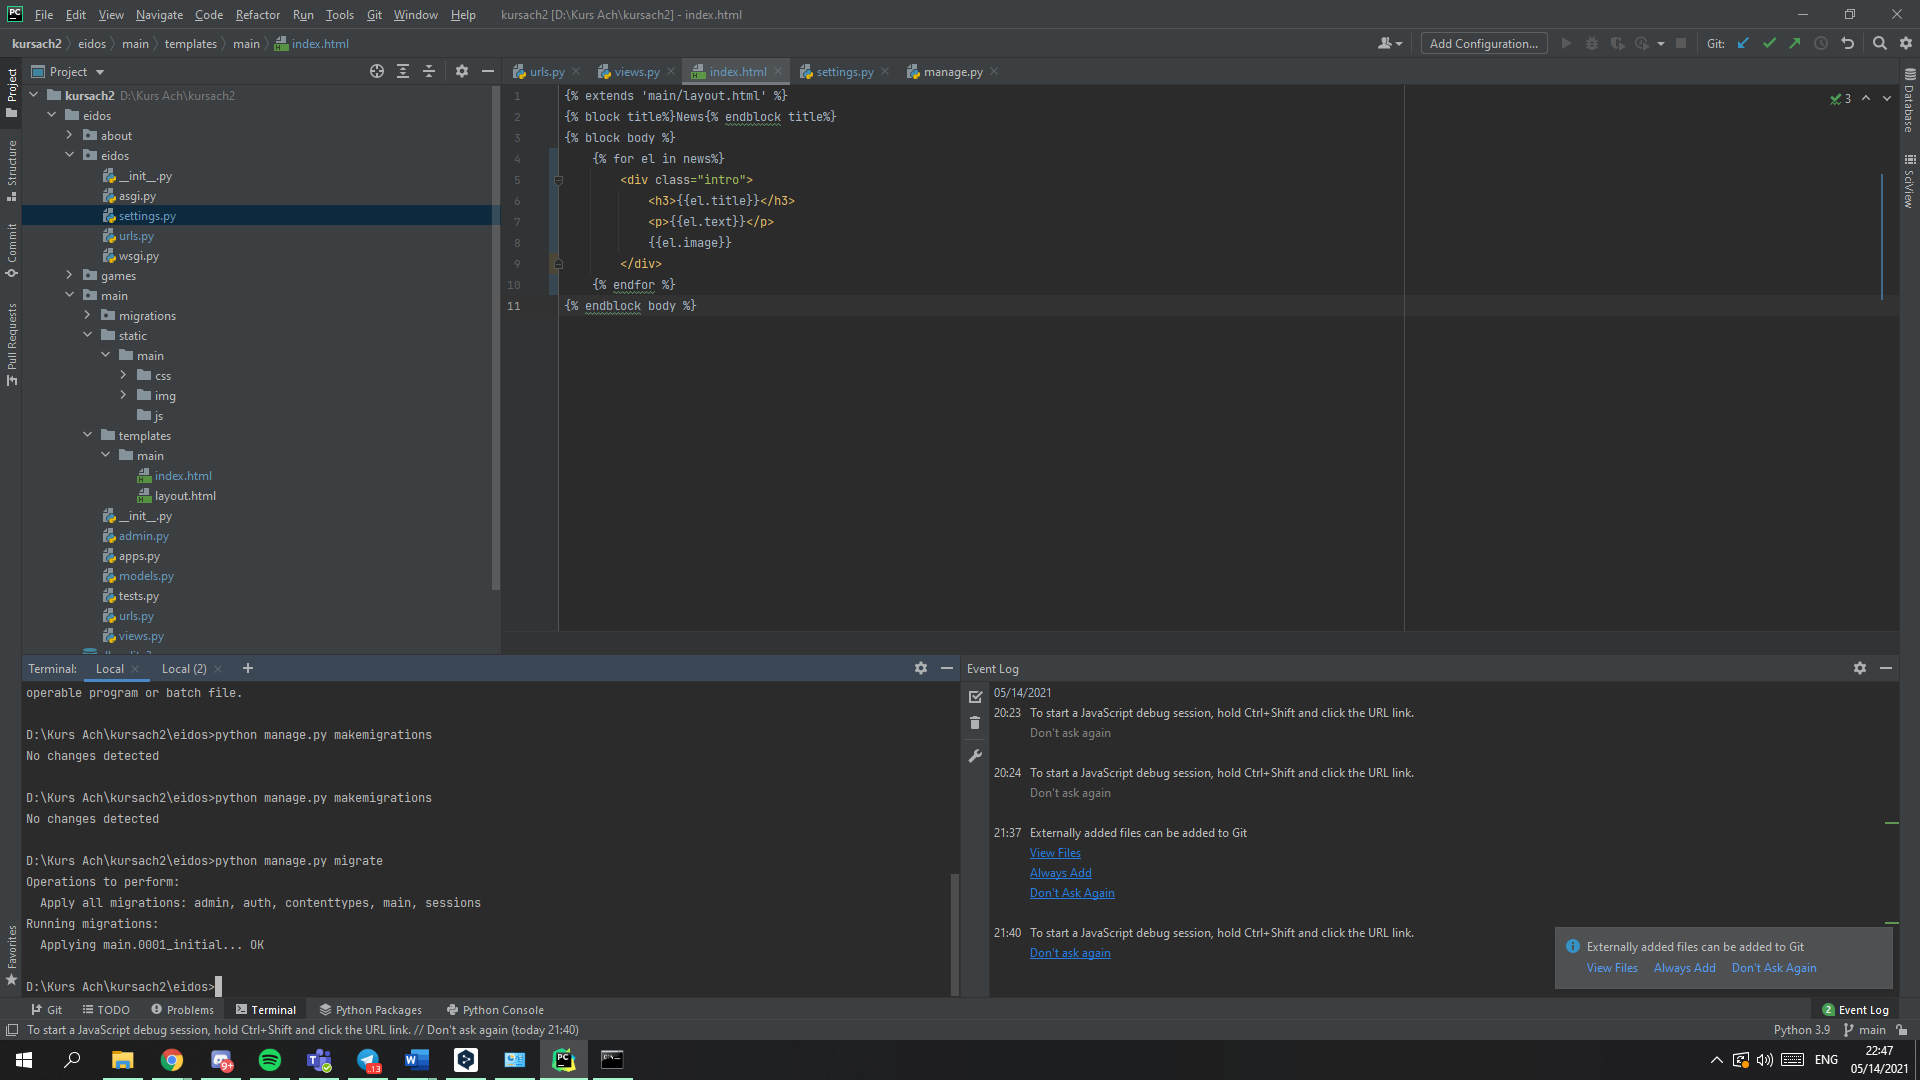 PC File Edit View Navigate Code Refactor Run Tools Git Window Help kursach2 [D:\Kurs Ach\kursach2] - index.html
kursach2 eidos main templates main index.html Add Configuration... Git:
Project
urls.py views.py index.html settings.py manage.py
kursach2 D:\Kurs Ach\kursach2
eidos
about
eidos
__init__.py
asgi.py
settings.py
urls.py
wsgi.py
games
main
migrations
static
main
css
img
js
templates
main
index.html
layout.html
__init__.py
admin.py
apps.py
models.py
tests.py
urls.py
views.py
Project
Structure
Commit
Pull Requests
Favorites
1 {% extends 'main/layout.html' %}
2 {% block title%}News{% endblock title%}
3 {% block body %}
4 {% for el in news%}
5 <div class="intro">
6 <h3>{{el.title}}</h3>
7 <p>{{el.text}}</p>
8 {{el.image}}
9 </div>
10 {% endfor %}
11 {% endblock body %}
3
Database
SciView
Terminal: Local Local (2) +
operable program or batch file.
D:\Kurs Ach\kursach2\eidos>python manage.py makemigrations
No changes detected
D:\Kurs Ach\kursach2\eidos>python manage.py makemigrations
No changes detected
D:\Kurs Ach\kursach2\eidos>python manage.py migrate
Operations to perform:
Apply all migrations: admin, auth, contenttypes, main, sessions
Running migrations:
Applying main.0001_initial... OK
D:\Kurs Ach\kursach2\eidos>
Event Log
05/14/2021
20:23 To start a JavaScript debug session, hold Ctrl+Shift and click the URL link.
Don't ask again
20:24 To start a JavaScript debug session, hold Ctrl+Shift and click the URL link.
Don't ask again
21:37 Externally added files can be added to Git
View Files
Always Add
Don't Ask Again
21:40 To start a JavaScript debug session, hold Ctrl+Shift and click the URL link.
Don't ask again
Externally added files can be added to Git
View Files Always Add Don't Ask Again
Git TODO Problems Terminal Python Packages Python Console 2 Event Log
To start a JavaScript debug session, hold Ctrl+Shift and click the URL link. // Don't ask again (today 21:40) Python 3.9 main
9+ 13 W PC ENG 22:47
05/14/2021